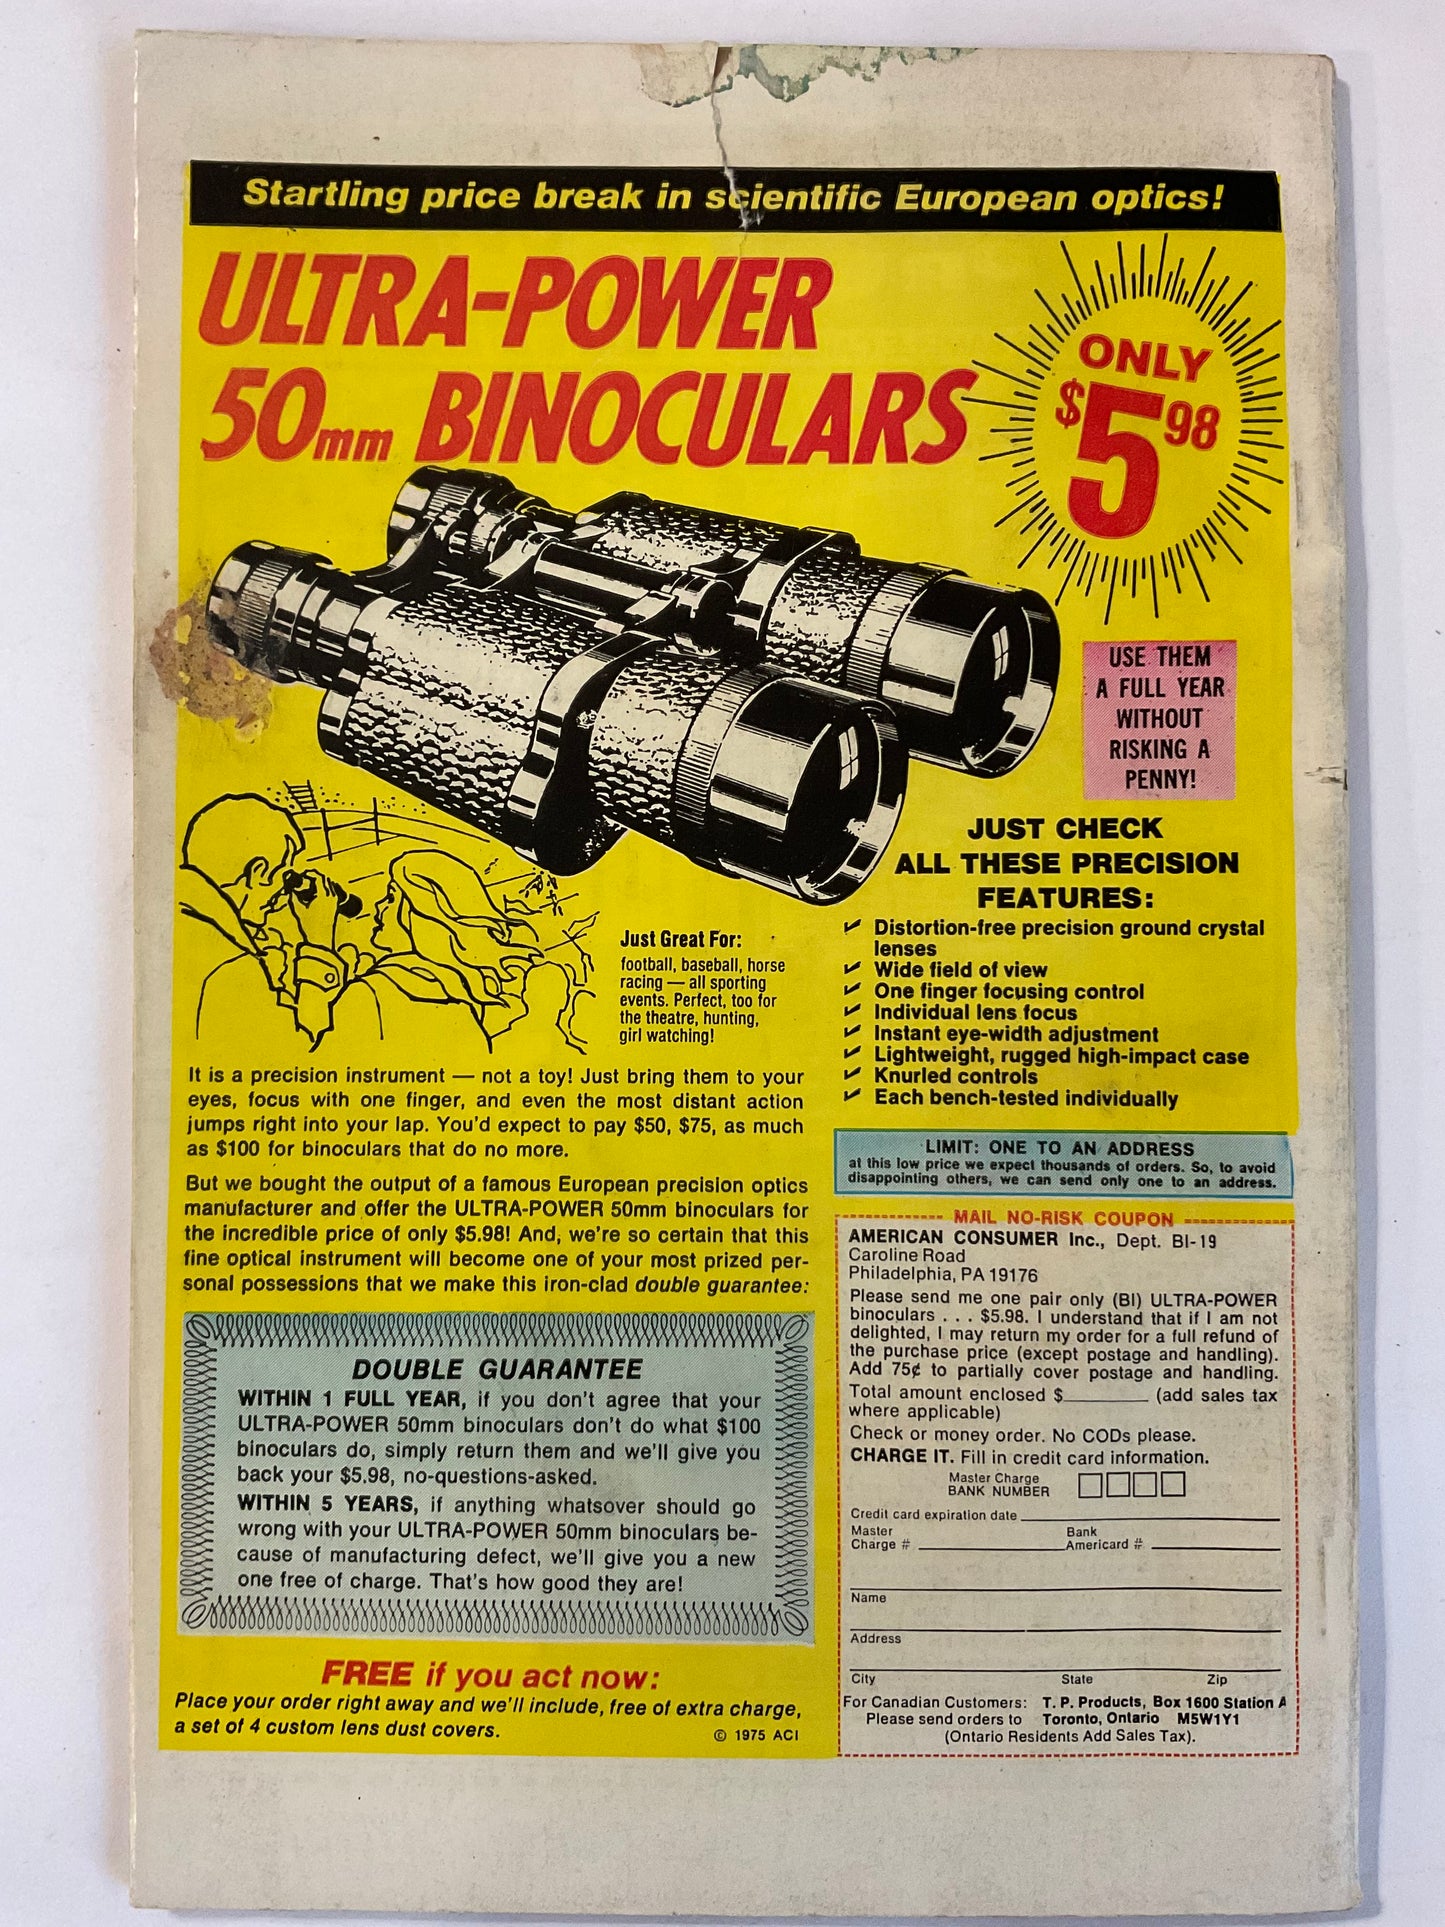 Startling price break in scientific European optics!
ULTRA-POWER
50mm BINOCULARS
ONLY
$5.98
USE THEM
A FULL YEAR
WITHOUT
RISKING A
PENNY!
JUST CHECK
ALL THESE PRECISION
FEATURES:
Distortion-free precision ground crystal
lenses
Wide field of view
One finger focusing control
Individual lens focus
Instant eye-width adjustment
Lightweight, rugged high-impact case
Knurled controls
Each bench-tested individually
Just Great For:
football, baseball, horse
racing — all sporting
events. Perfect, too for
the theatre, hunting,
girl watching!
It is a precision instrument — not a toy! Just bring them to your
eyes, focus with one finger, and even the most distant action
jumps right into your lap. You'd expect to pay $50, $75, as much
as $100 for binoculars that do no more.
But we bought the output of a famous European precision optics
manufacturer and offer the ULTRA-POWER 50mm binoculars for
the incredible price of only $5.98! And, we're so certain that this
fine optical instrument will become one of your most prized per-
sonal possessions that we make this iron-clad double guarantee:
DOUBLE GUARANTEE
WITHIN 1 FULL YEAR, if you don't agree that your
ULTRA-POWER 50mm binoculars don't do what $100
binoculars do, simply return them and we'll give you
back your $5.98, no-questions-asked.
WITHIN 5 YEARS, if anything whatsover should go
wrong with your ULTRA-POWER 50mm binoculars be-
cause of manufacturing defect, we'll give you a new
one free of charge. That's how good they are!
FREE if you act now:
Place your order right away and we'll include, free of extra charge,
a set of 4 custom lens dust covers.
© 1975 ACI
LIMIT: ONE TO AN ADDRESS
at this low price we expect thousands of orders. So, to avoid
disappointing others, we can send only one to an address.
MAIL NO-RISK COUPON
AMERICAN CONSUMER Inc., Dept. BI-19
Caroline Road
Philadelphia, PA 19176
Please send me one pair only (BI) ULTRA-POWER
binoculars . . . $5.98. I understand that if I am not
delighted, I may return my order for a full refund of
the purchase price (except postage and handling).
Add 75¢ to partially cover postage and handling.
Total amount enclosed $________ (add sales tax
where applicable)
Check or money order. No CODs please.
CHARGE IT. Fill in credit card information.
Master Charge
BANK NUMBER
Credit card expiration date
Master Bank
Charge # Americard #
Name
Address
City State Zip
For Canadian Customers: T. P. Products, Box 1600 Station A
Please send orders to Toronto, Ontario M5W1Y1
(Ontario Residents Add Sales Tax).